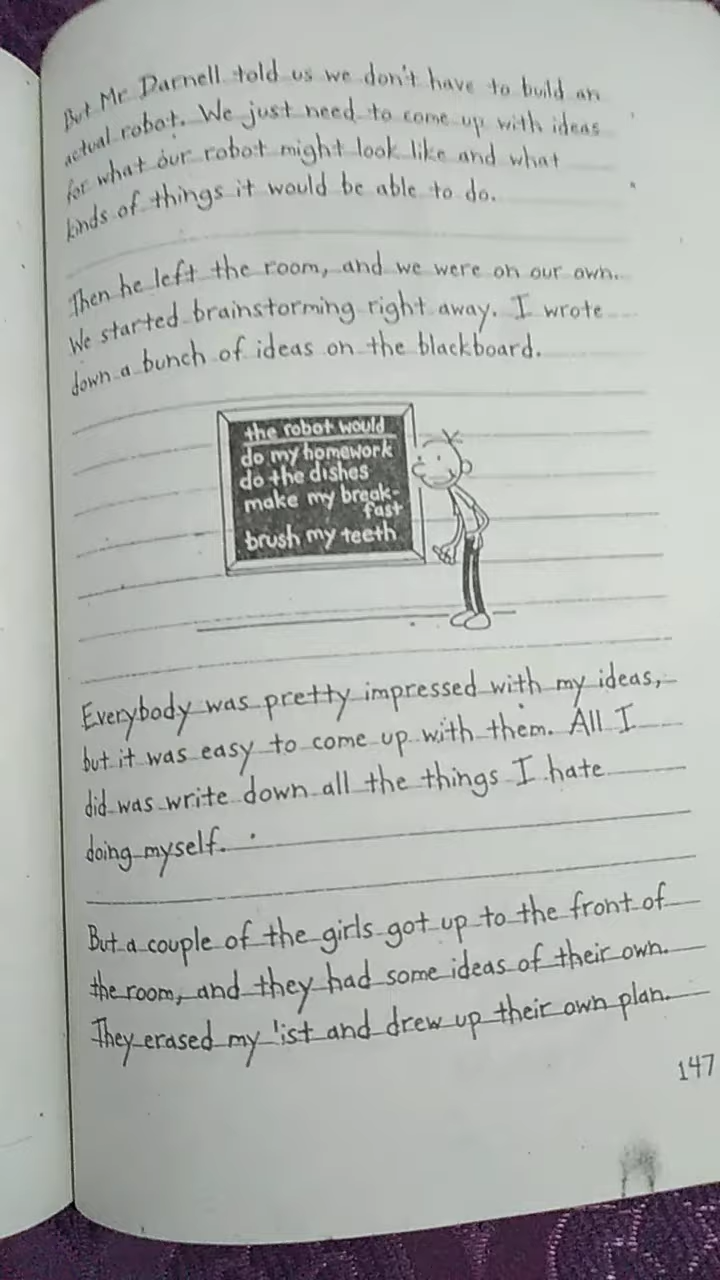 But Mr. Darnell told us we don't have to build an
actual robot. We just need to come up with ideas
for what our robot might look like and what
kinds of things it would be able to do.
Then he left the room, and we were on our own.
We started brainstorming right away. I wrote
down a bunch of ideas on the blackboard.
the robot would
do my homework
do the dishes
make my break-
fast
brush my teeth
Everybody was pretty impressed with my ideas,
but it was easy to come up with them. All I
did was write down all the things I hate
doing myself.
But a couple of the girls got up to the front of
the room, and they had some ideas of their own.
They erased my list and drew up their own plan.
147